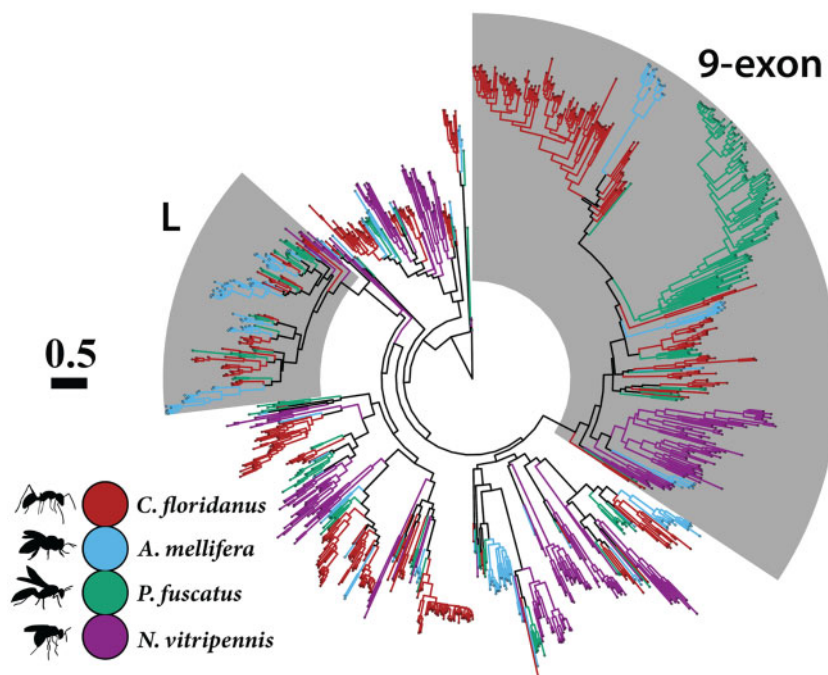 9-exon
L
0.5
C. floridanus
A. mellifera
P. fuscatus
N. vitripennis